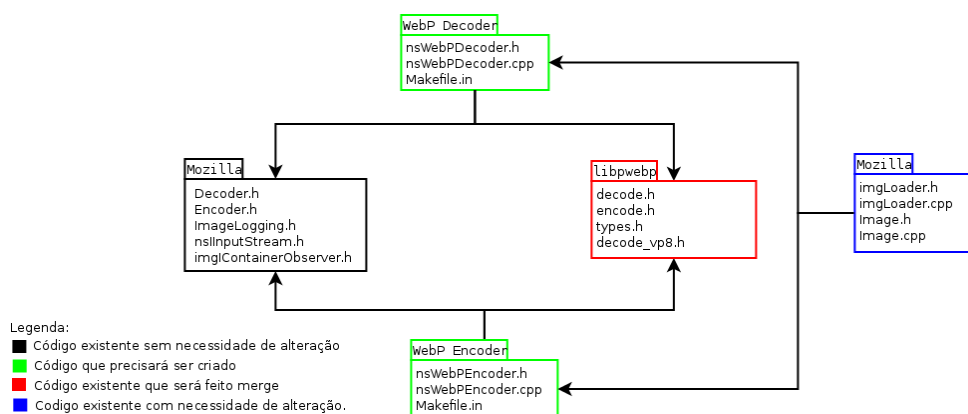 WebP Decoder
nsWebPDecoder.h
nsWebPDecoder.cpp
Makefile.in
Mozilla
Decoder.h
Encoder.h
ImageLogging.h
nsIInputStream.h
imgIContainerObserver.h
libpwebp
decode.h
encode.h
types.h
decode_vp8.h
Mozilla
imgLoader.h
imgLoader.cpp
Image.h
Image.cpp
WebP Encoder
nsWebPEncoder.h
nsWebPEncoder.cpp
Makefile.in
Legenda:
Código existente sem necessidade de alteração
Código que precisará ser criado
Código existente que será feito merge
Codigo existente com necessidade de alteração.